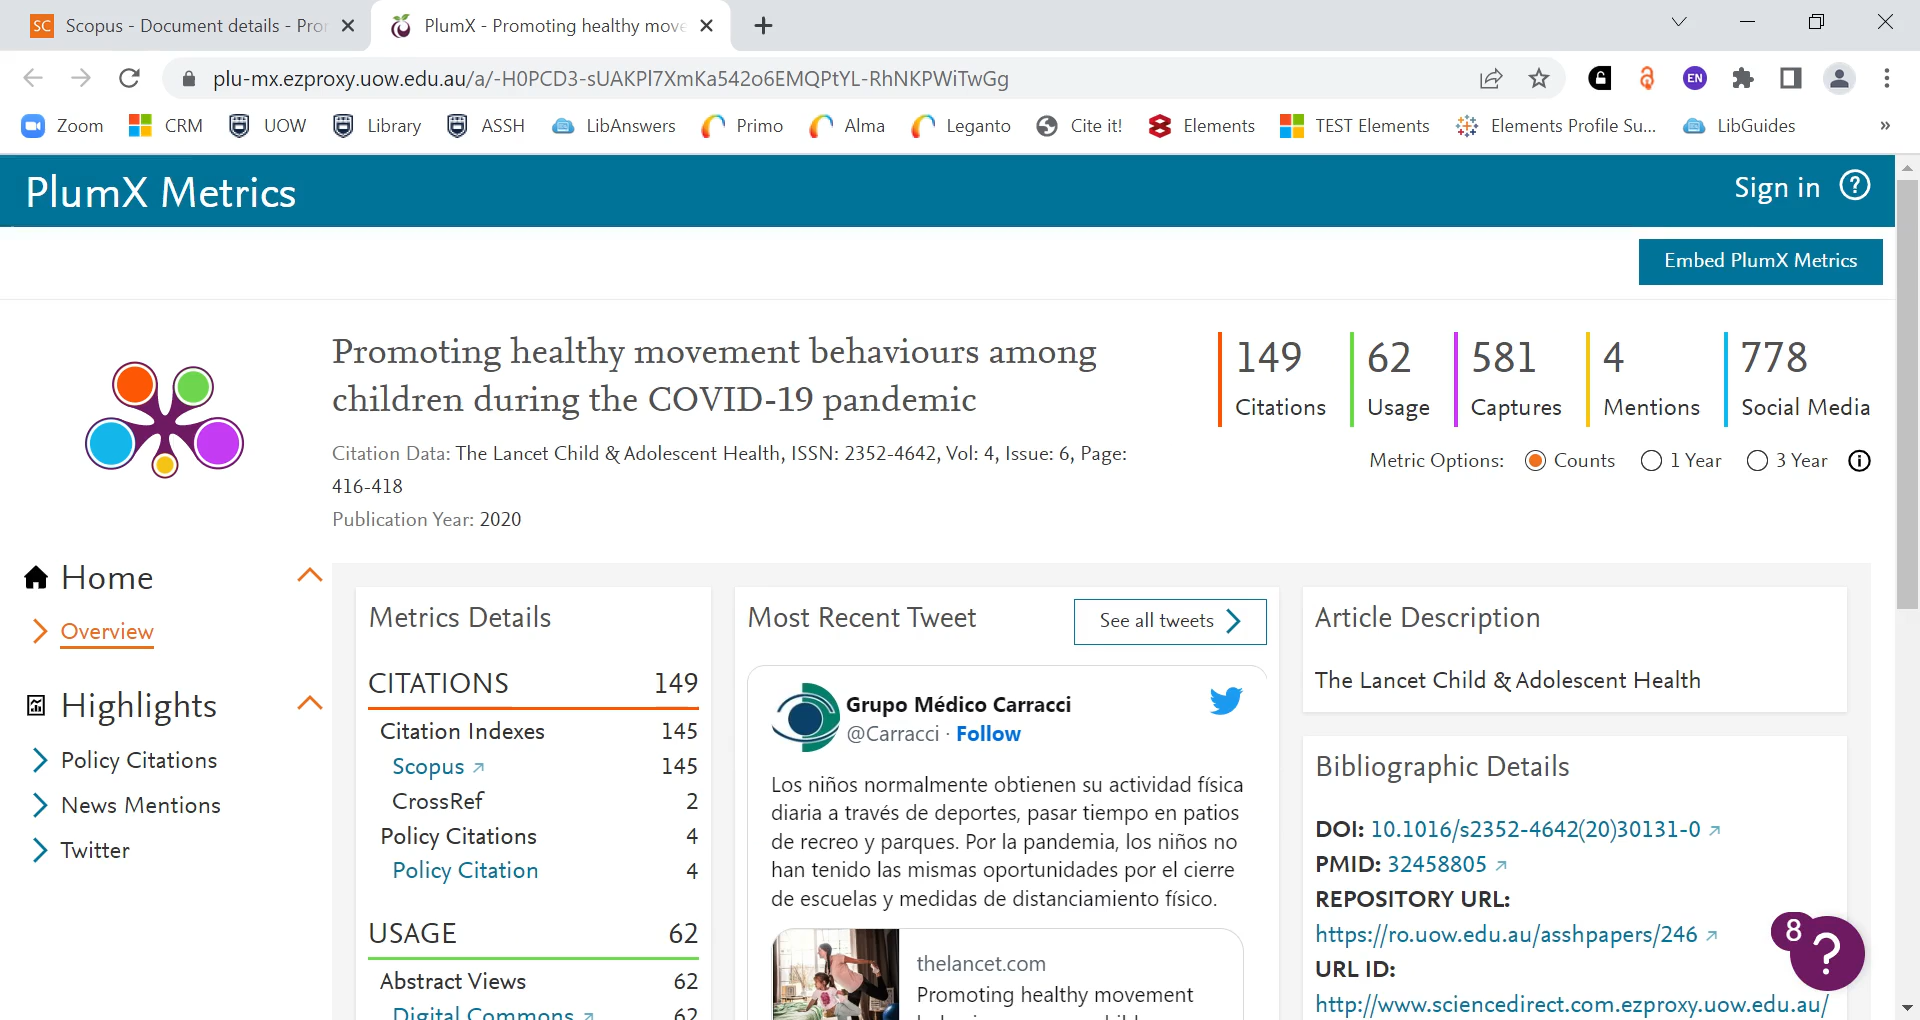 SC Scopus - Document details - Pro
PlumX - Promoting healthy move
plu-mx.ezproxy.uow.edu.au/a/-H0PCD3-sUAKPl7XmKa542o6EMQPtYL-RhNKPWiTwGg
EN
Zoom CRM UOW Library ASSH LibAnswers Primo Alma Leganto Cite it! Elements TEST Elements Elements Profile Su... LibGuides »
PlumX Metrics
Sign in ?
Embed PlumX Metrics
Promoting healthy movement behaviours among
children during the COVID-19 pandemic
Citation Data: The Lancet Child & Adolescent Health, ISSN: 2352-4642, Vol: 4, Issue: 6, Page:
416-418
Publication Year: 2020
149 62 581 4 778
Citations Usage Captures Mentions Social Media
Metric Options: Counts 1 Year 3 Year i
Home
Overview
Highlights
Policy Citations
News Mentions
Twitter
Metrics Details
CITATIONS 149
Citation Indexes 145
Scopus 145
CrossRef 2
Policy Citations 4
Policy Citation 4
USAGE 62
Abstract Views 62
Digital Commons 62
Most Recent Tweet
See all tweets
Grupo Médico Carracci
@Carracci · Follow
Los niños normalmente obtienen su actividad física
diaria a través de deportes, pasar tiempo en patios
de recreo y parques. Por la pandemia, los niños no
han tenido las mismas oportunidades por el cierre
de escuelas y medidas de distanciamiento físico.
thelancet.com
Promoting healthy movement
Article Description
The Lancet Child & Adolescent Health
Bibliographic Details
DOI: 10.1016/s2352-4642(20)30131-0
PMID: 32458805
REPOSITORY URL:
https://ro.uow.edu.au/asshpapers/246
URL ID:
http://www.sciencedirect.com.ezproxy.uow.edu.au/
8 ?